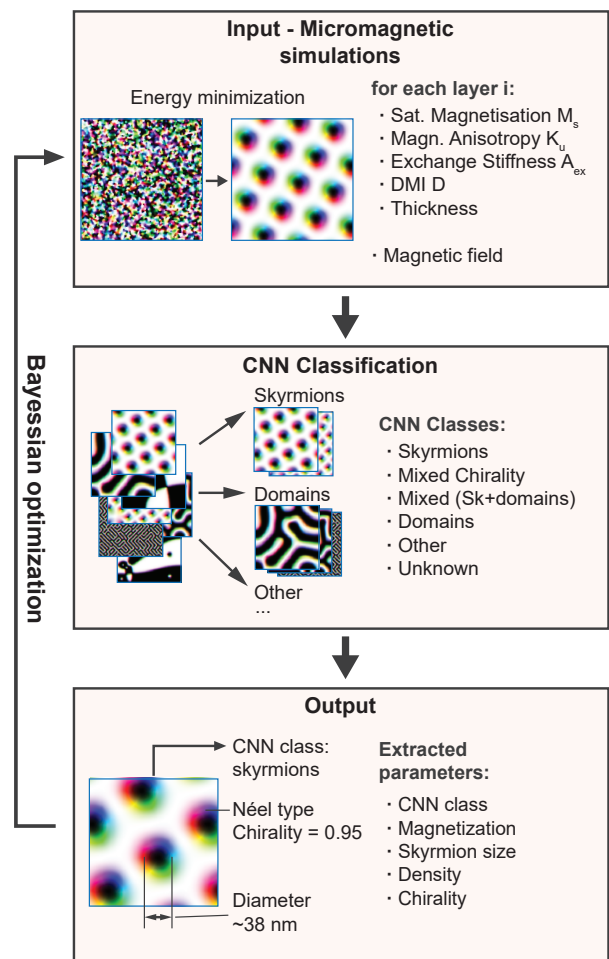 Input - Micromagnetic
simulations
Energy minimization
for each layer i:
· Sat. Magnetisation Ms
· Magn. Anisotropy Ku
· Exchange Stiffness Aex
· DMI D
· Thickness
· Magnetic field
Bayessian optimization
CNN Classification
Skyrmions
Domains
Other
...
CNN Classes:
· Skyrmions
· Mixed Chirality
· Mixed (Sk+domains)
· Domains
· Other
· Unknown
Output
CNN class:
skyrmions
Néel type
Chirality = 0.95
Diameter
~38 nm
Extracted
parameters:
· CNN class
· Magnetization
· Skyrmion size
· Density
· Chirality